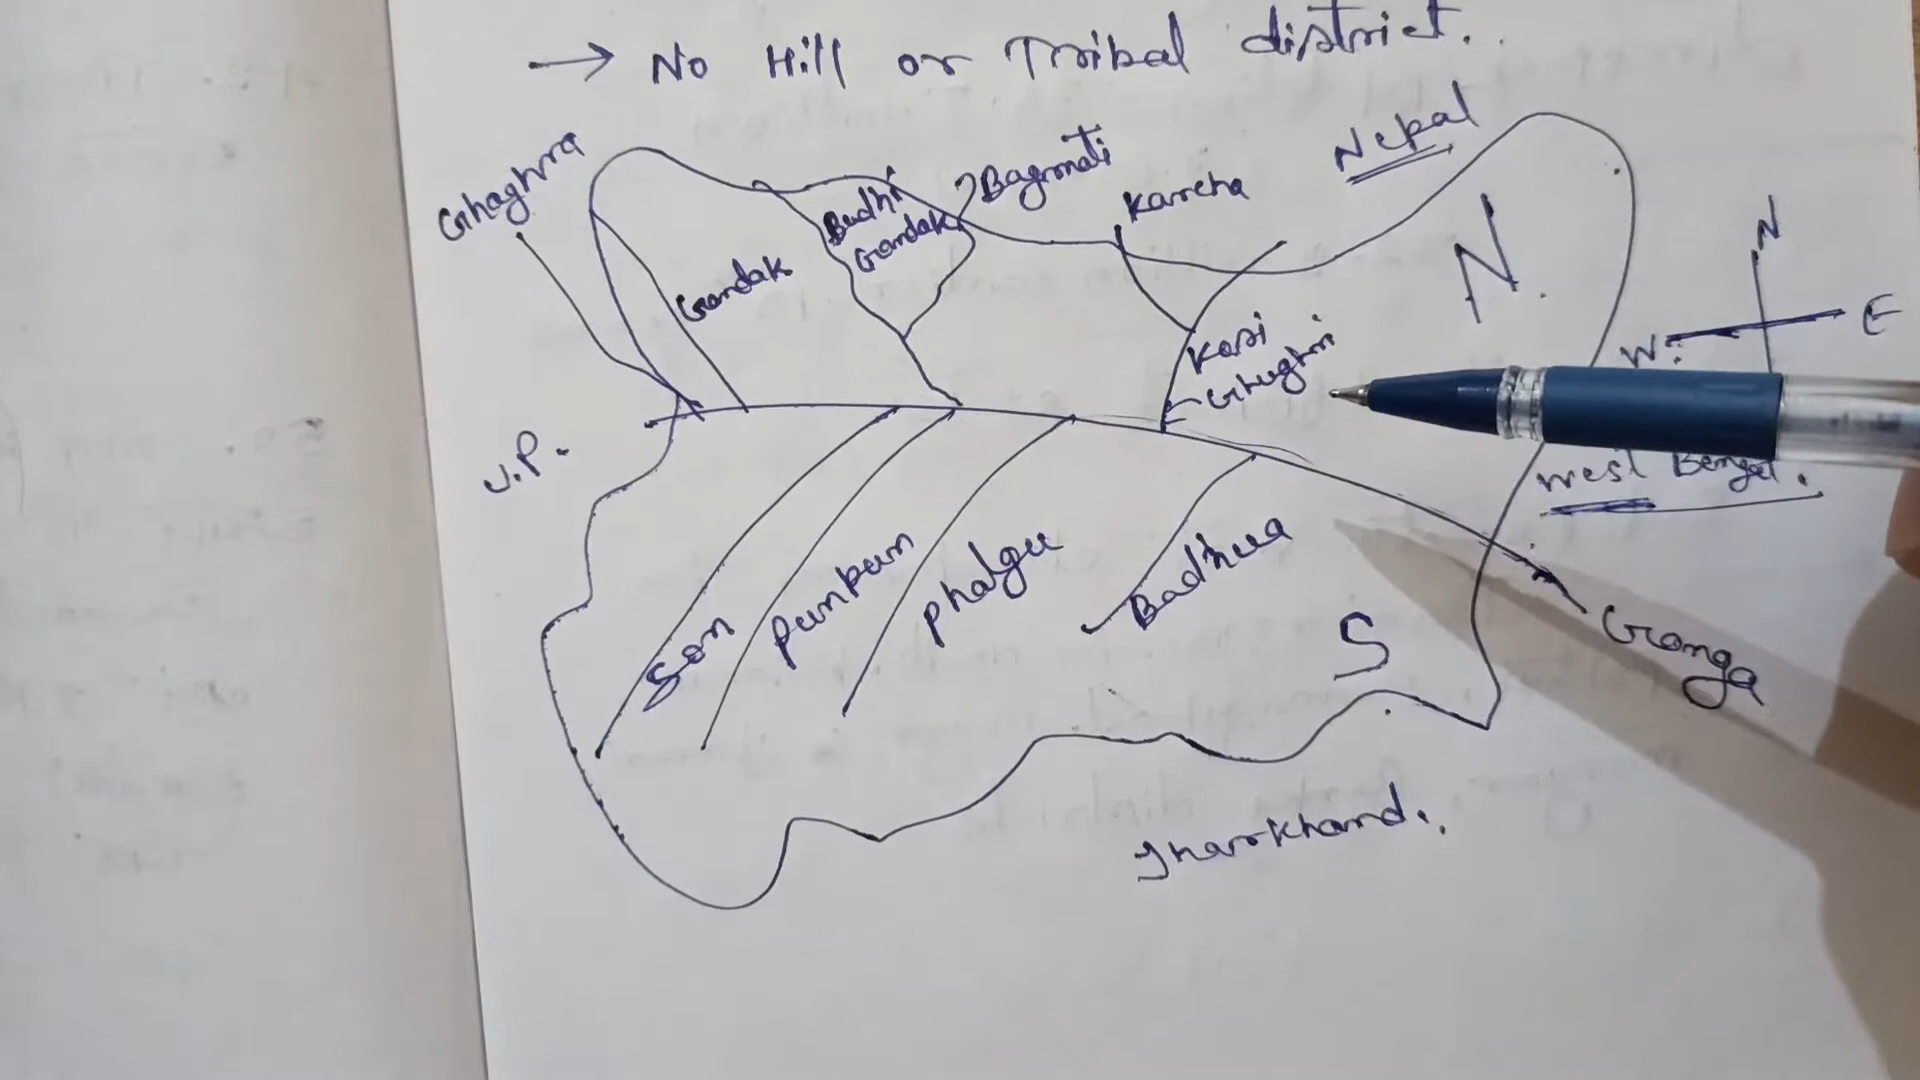 → No Hill or Tribal district.
Ghaghra
Gandak
Budhi
Gandak
Bagmati
Kamcha
Nepal
N
N
W
E
Kosi
Ghughri
U.P.
West Bengal.
Son
Punpun
Phalgu
Badhua
S
Ganga
Jharkhand.